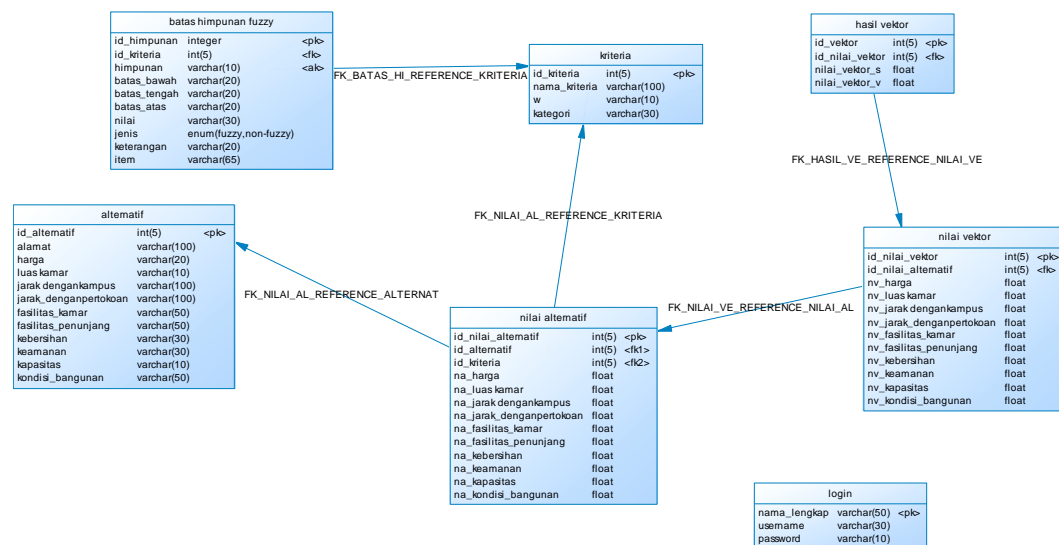 batas himpunan fuzzy
id_himpunan integer <pk>
id_kriteria int(5) <fk>
himpunan varchar(10) <ak>
batas_bawah varchar(20)
batas_tengah varchar(20)
batas_atas varchar(20)
nilai varchar(30)
jenis enum(fuzzy,non-fuzzy)
keterangan varchar(20)
item varchar(65)
FK_BATAS_HI_REFERENCE_KRITERIA
kriteria
id_kriteria int(5) <pk>
nama_kriteria varchar(100)
w varchar(10)
kategori varchar(30)
hasil vektor
id_vektor int(5) <pk>
id_nilai_vektor int(5) <fk>
nilai_vektor_s float
nilai_vektor_v float
FK_HASIL_VE_REFERENCE_NILAI_VE
FK_NILAI_AL_REFERENCE_KRITERIA
alternatif
id_alternatif int(5) <pk>
alamat varchar(100)
harga varchar(20)
luas kamar varchar(10)
jarak dengankampus varchar(100)
jarak_denganpertokoan varchar(100)
fasilitas_kamar varchar(50)
fasilitas_penunjang varchar(50)
kebersihan varchar(30)
keamanan varchar(30)
kapasitas varchar(10)
kondisi_bangunan varchar(50)
FK_NILAI_AL_REFERENCE_ALTERNAT
nilai alternatif
id_nilai_alternatif int(5) <pk>
id_alternatif int(5) <fk1>
id_kriteria int(5) <fk2>
na_harga float
na_luas kamar float
na_jarak dengankampus float
na_jarak_denganpertokoan float
na_fasilitas_kamar float
na_fasilitas_penunjang float
na_kebersihan float
na_keamanan float
na_kapasitas float
na_kondisi_bangunan float
FK_NILAI_VE_REFERENCE_NILAI_AL
nilai vektor
id_nilai_vektor int(5) <pk>
id_nilai_alternatif int(5) <fk>
nv_harga float
nv_luas kamar float
nv_jarak dengankampus float
nv_jarak_denganpertokoan float
nv_fasilitas_kamar float
nv_fasilitas_penunjang float
nv_kebersihan float
nv_keamanan float
nv_kapasitas float
nv_kondisi_bangunan float
login
nama_lengkap varchar(50) <pk>
username varchar(30)
password varchar(10)